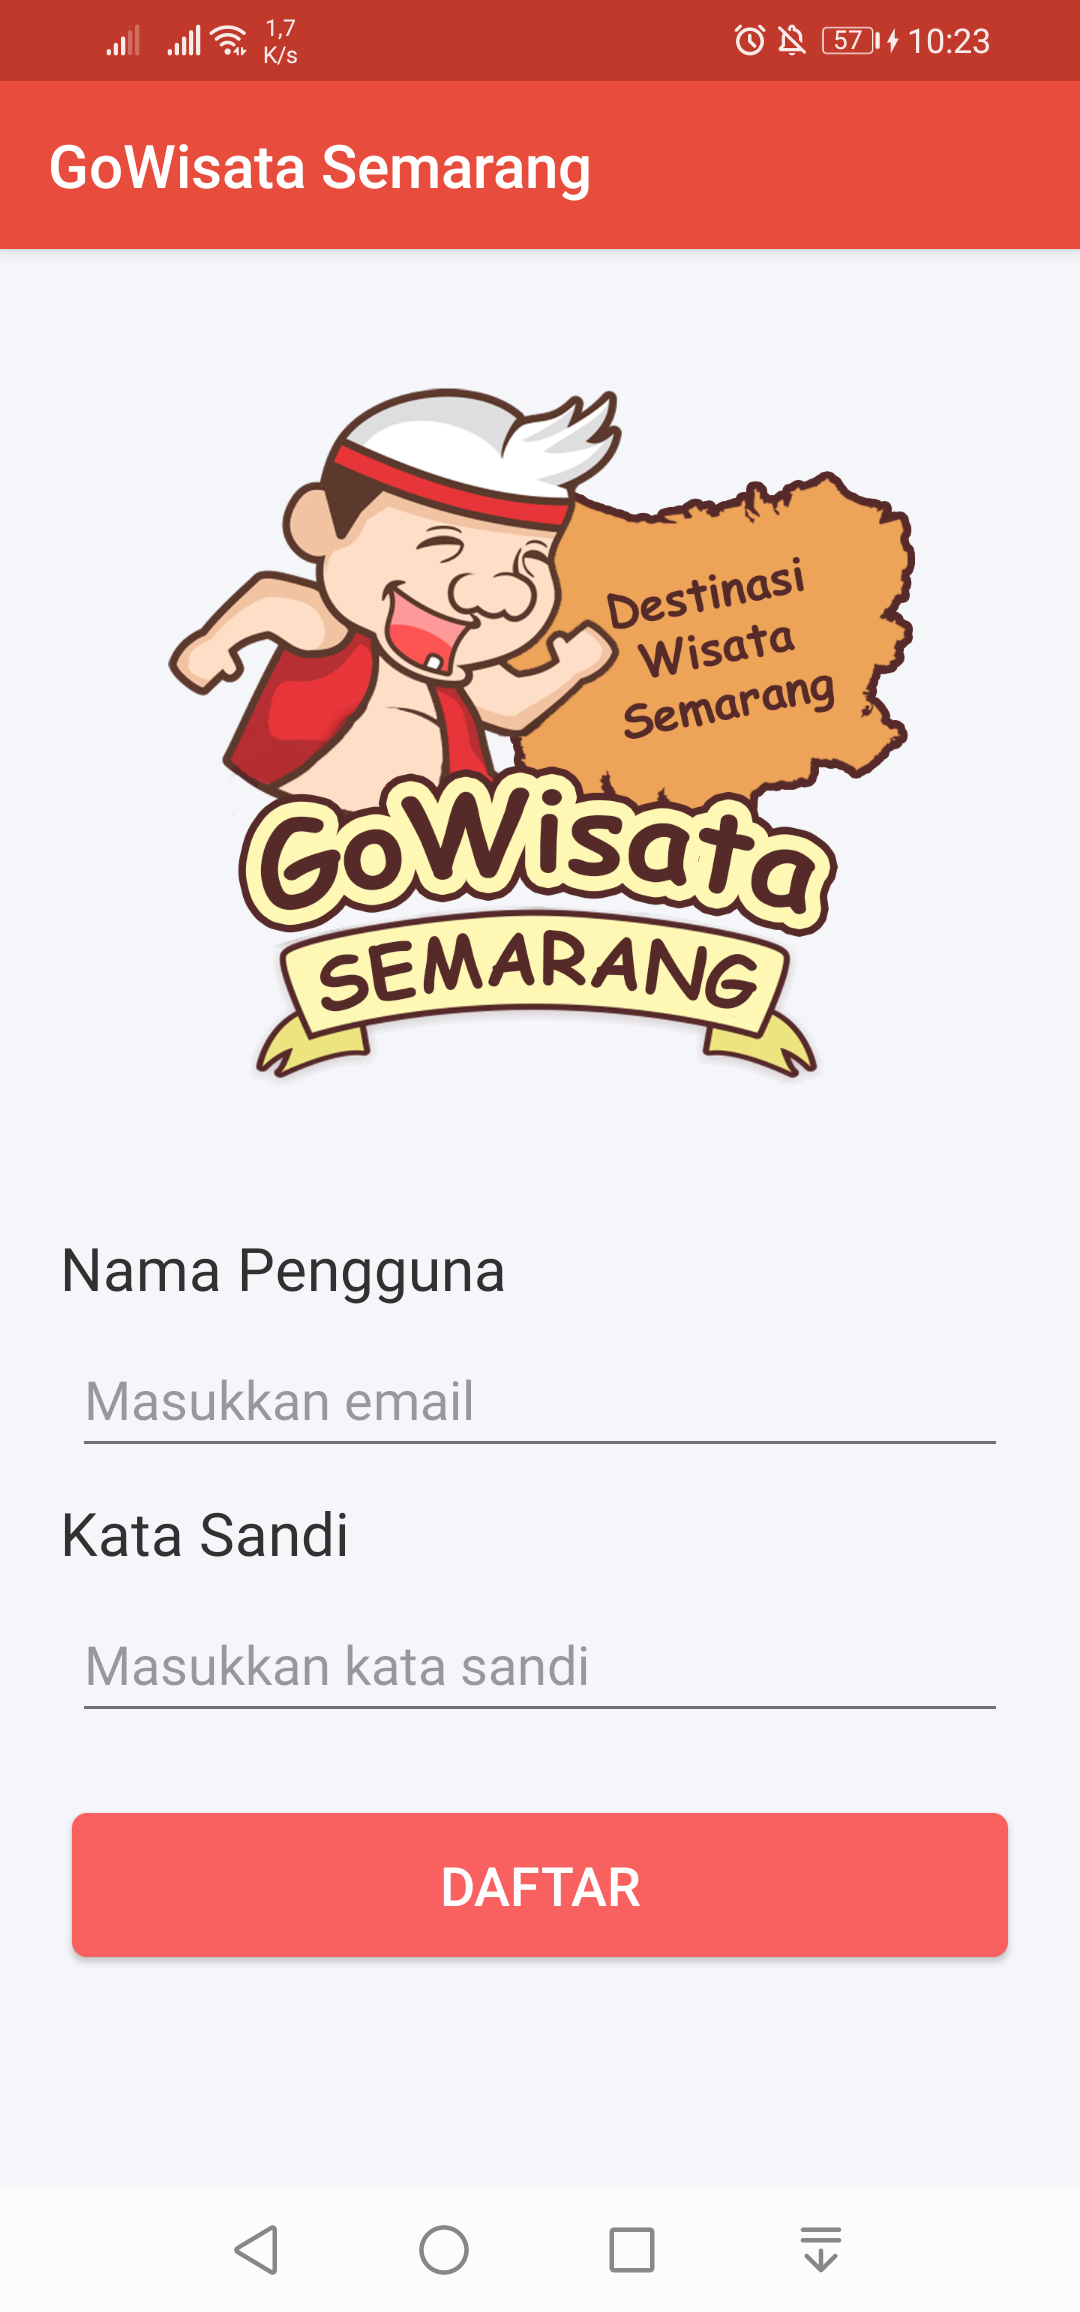 1,7
K/s
57
10:23
GoWisata Semarang
Destinasi
Wisata
Semarang
GoWisata
SEMARANG
Nama Pengguna
Masukkan email
Kata Sandi
Masukkan kata sandi
DAFTAR